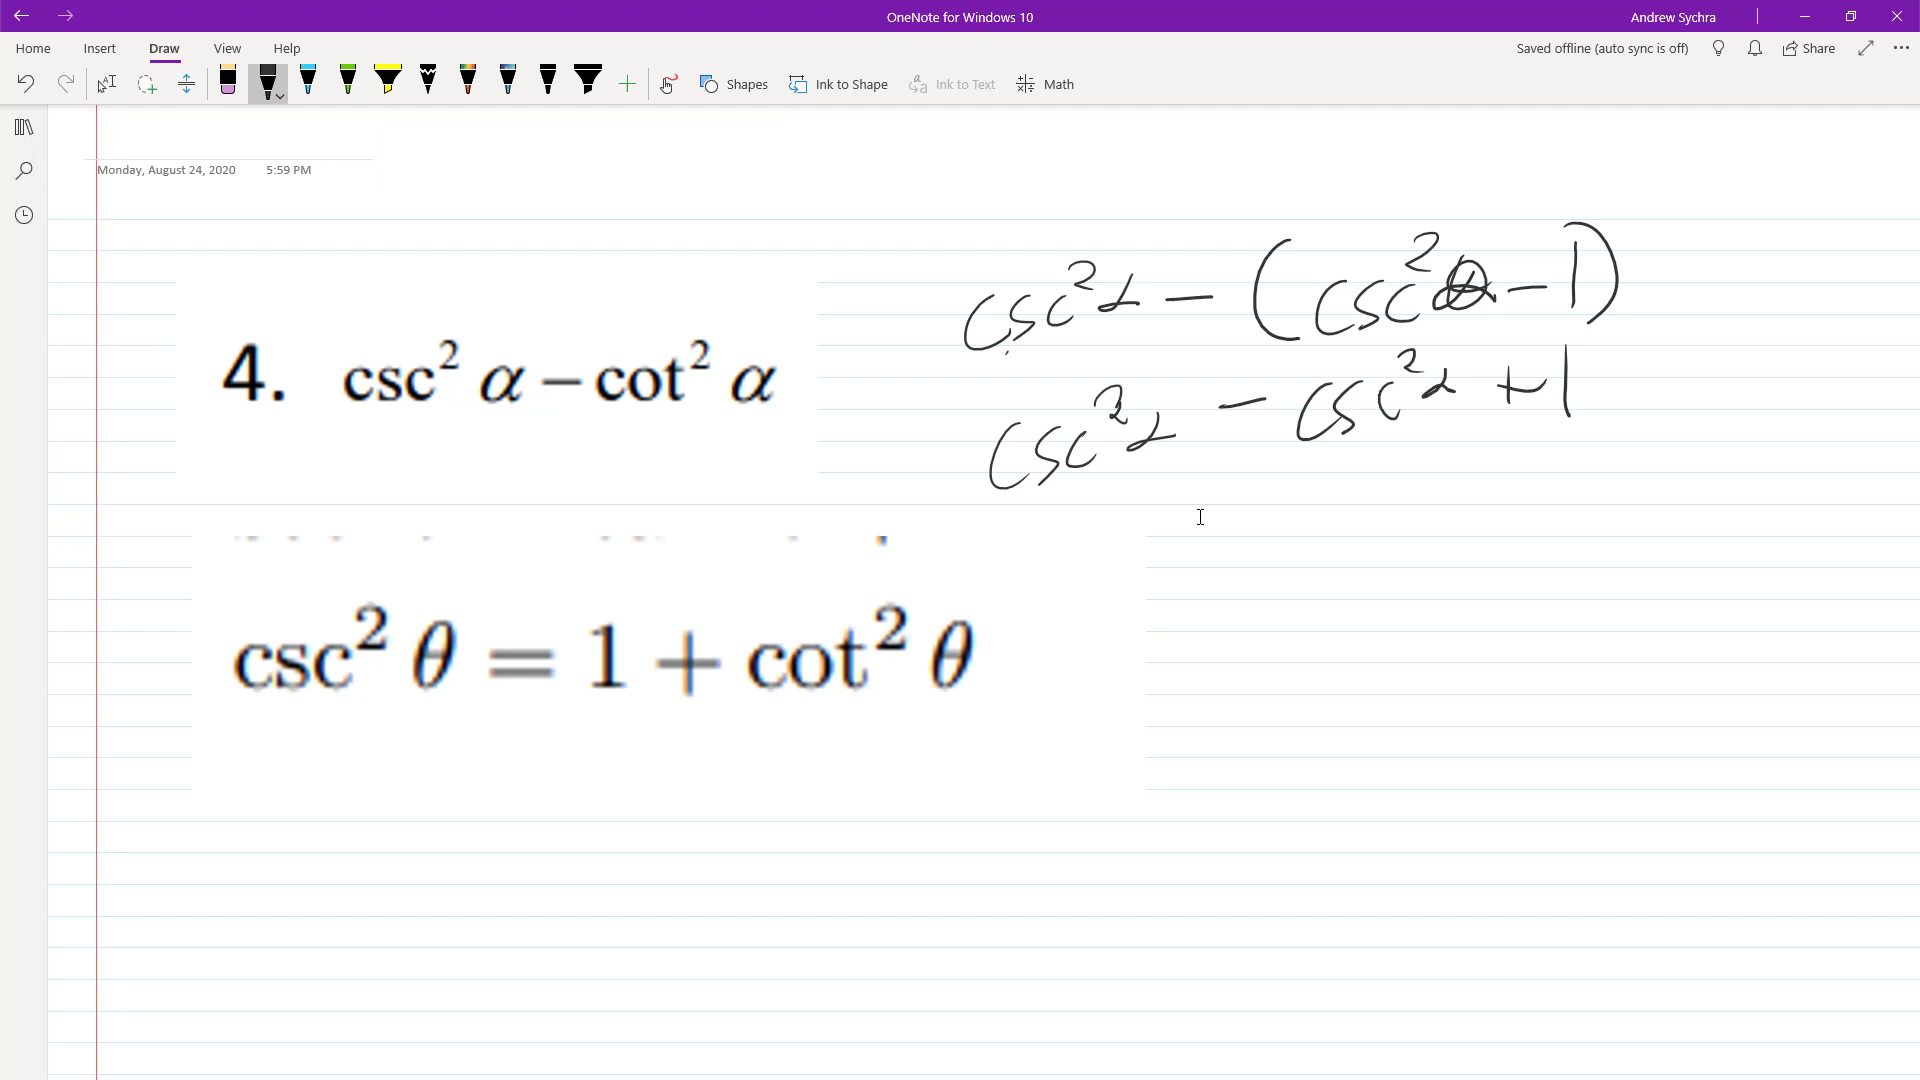 OneNote for Windows 10
Andrew Sychra
Home Insert Draw View Help
Saved offline (auto sync is off) Share
Shapes Ink to Shape Ink to Text Math
Monday, August 24, 2020 5:59 PM
csc² α − (csc² α − 1)
4. csc² α − cot² α
csc² α − csc² α + 1
csc² θ = 1 + cot² θ